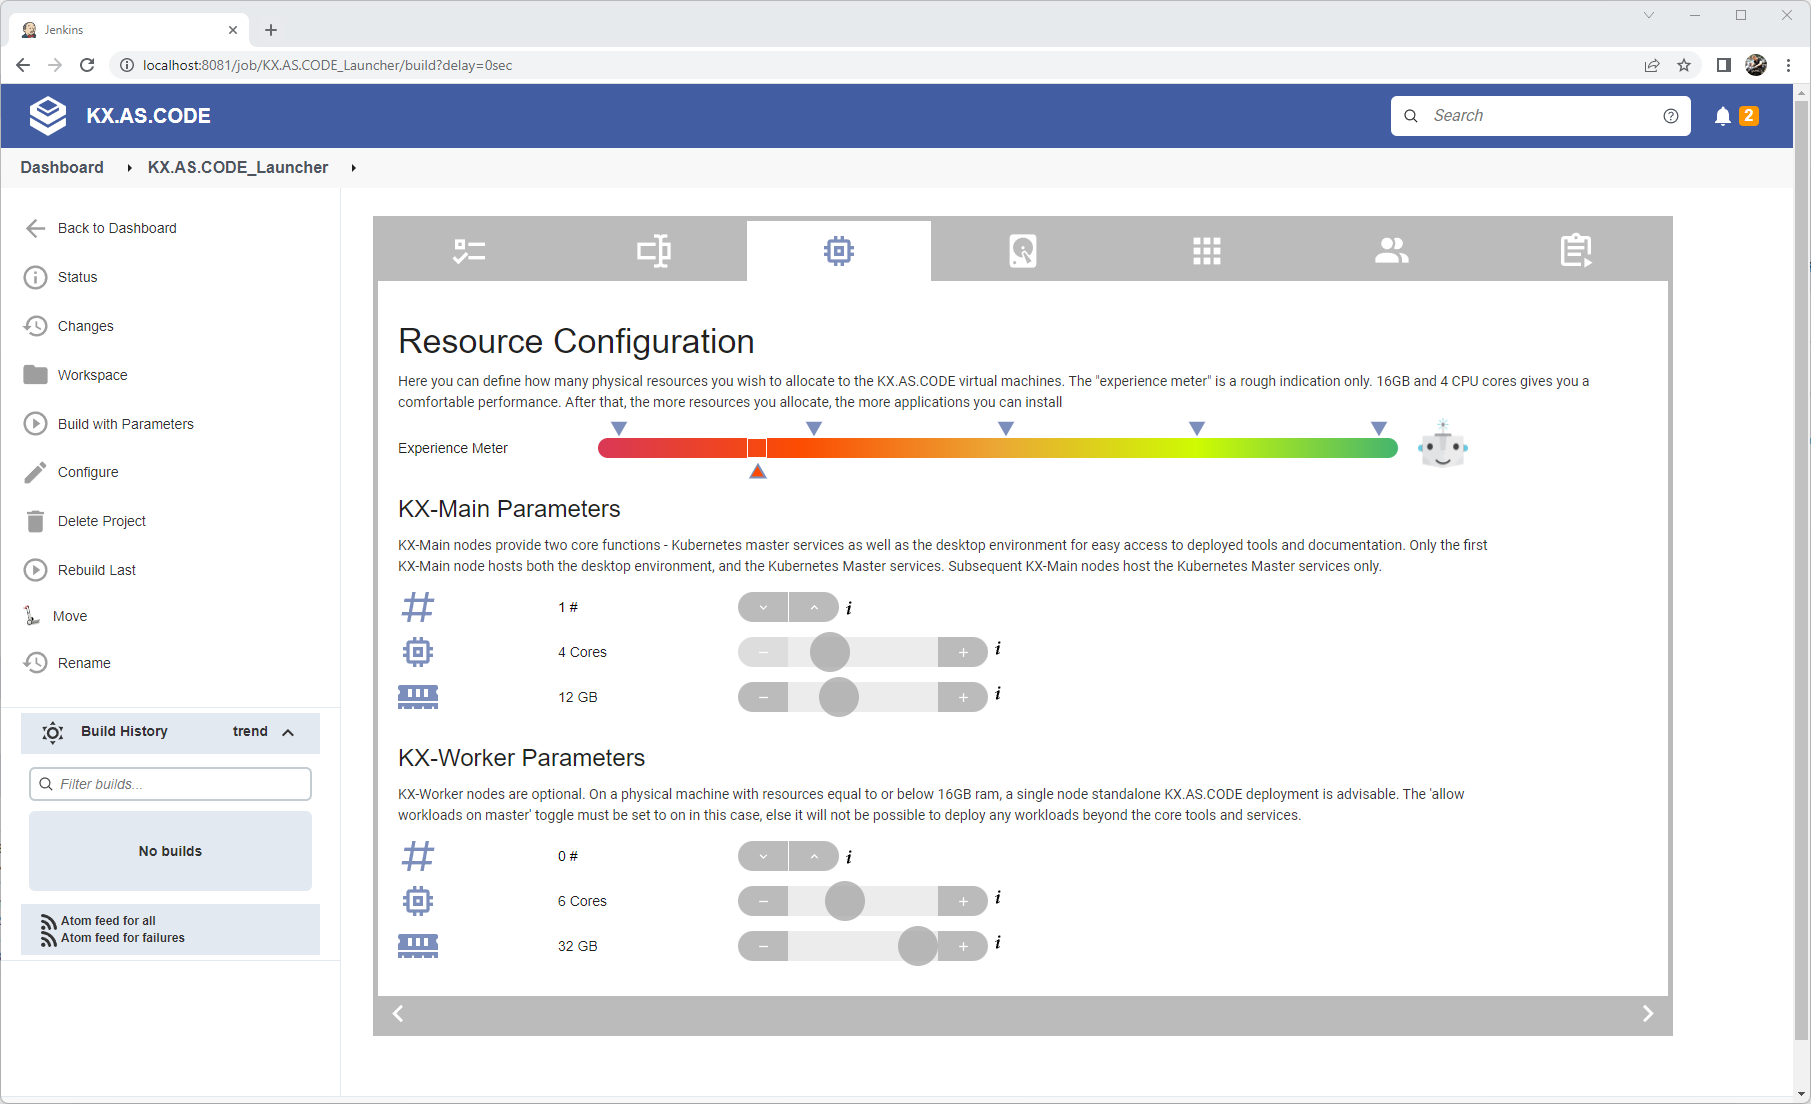 Jenkins
localhost:8081/job/KX.AS.CODE_Launcher/build?delay=0sec
KX.AS.CODE
Search
2
Dashboard
KX.AS.CODE_Launcher
Back to Dashboard
Status
Changes
Workspace
Build with Parameters
Configure
Delete Project
Rebuild Last
Move
Rename
Build History
trend
Filter builds...
No builds
Atom feed for all
Atom feed for failures
Resource Configuration
Here you can define how many physical resources you wish to allocate to the KX.AS.CODE virtual machines. The "experience meter" is a rough indication only. 16GB and 4 CPU cores gives you a
comfortable performance. After that, the more resources you allocate, the more applications you can install
Experience Meter
KX-Main Parameters
KX-Main nodes provide two core functions - Kubernetes master services as well as the desktop environment for easy access to deployed tools and documentation. Only the first
KX-Main node hosts both the desktop environment, and the Kubernetes Master services. Subsequent KX-Main nodes host the Kubernetes Master services only.
1 #
i
4 Cores
i
12 GB
i
KX-Worker Parameters
KX-Worker nodes are optional. On a physical machine with resources equal to or below 16GB ram, a single node standalone KX.AS.CODE deployment is advisable. The 'allow
workloads on master' toggle must be set to on in this case, else it will not be possible to deploy any workloads beyond the core tools and services.
0 #
i
6 Cores
i
32 GB
i